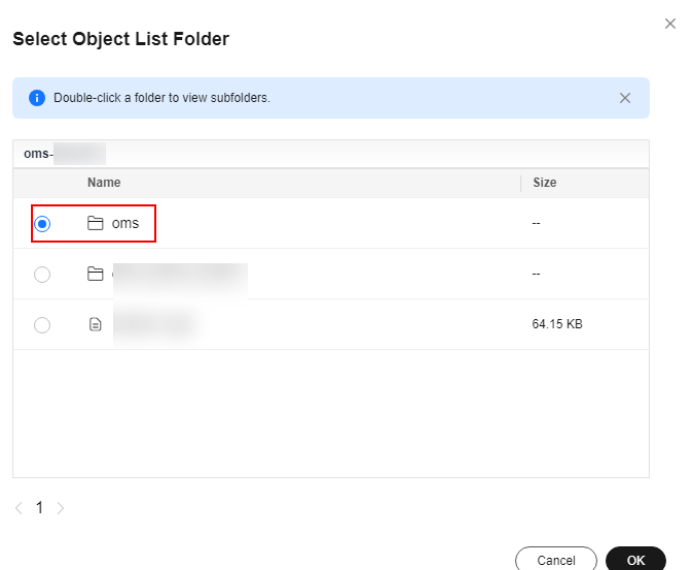 Select Object List Folder
Double-click a folder to view subfolders.
oms-
Name Size
oms --
--
64.15 KB
1
Cancel OK